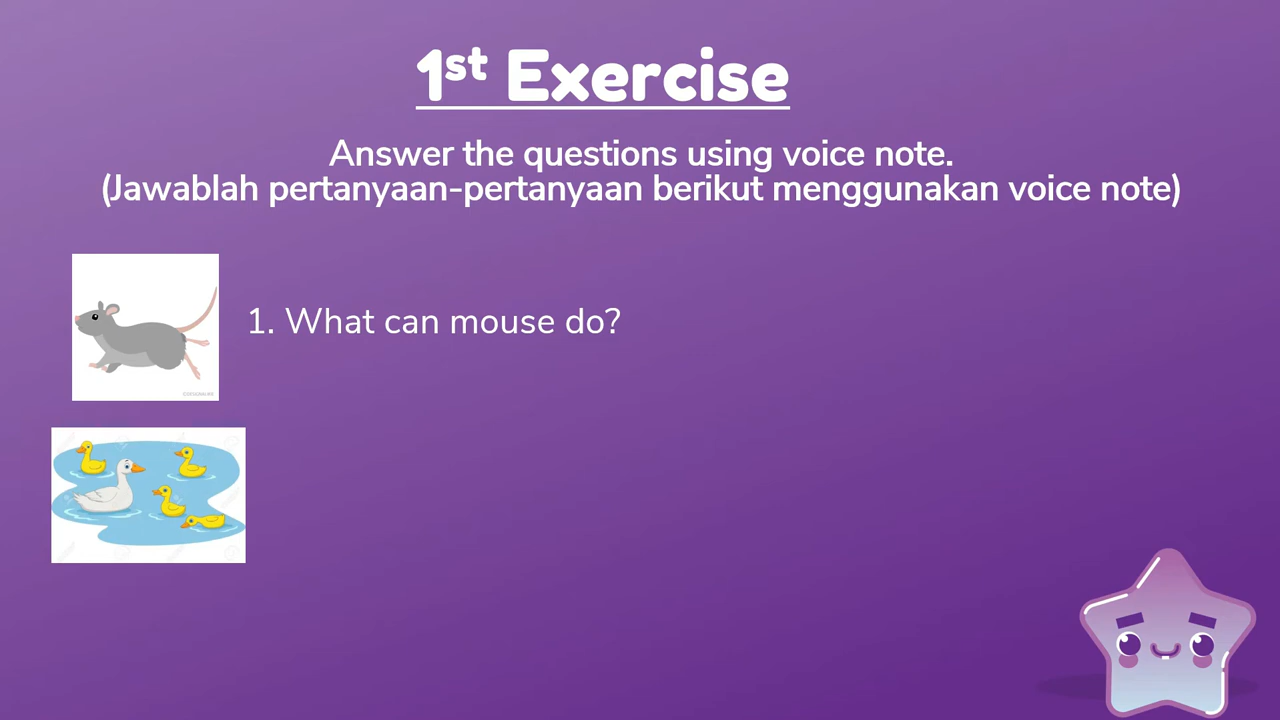 1st Exercise
Answer the questions using voice note.
(Jawablah pertanyaan-pertanyaan berikut menggunakan voice note)
1. What can mouse do?